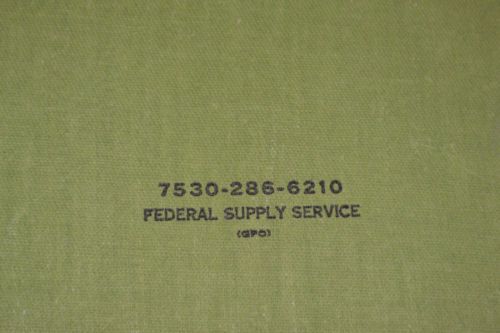 7530-286-6210
FEDERAL SUPPLY SERVICE
(GPO)